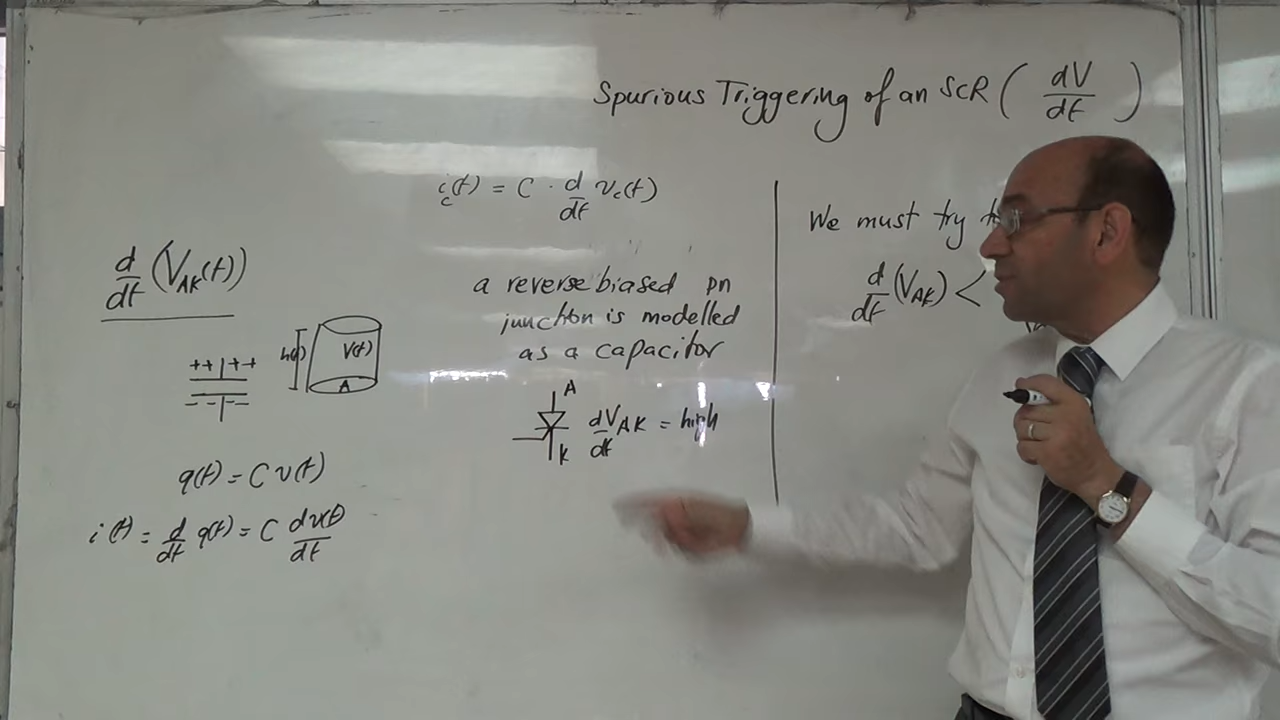 Spurious Triggering of an SCR ( dV/dt )
i_c(t) = C · d/dt v_c(t)
d/dt (V_AK(t))
++ ++
h(t) V(t)
A
-- --
q(t) = C v(t)
i(t) = d/dt q(t) = C dv(t)/dt
a reverse biased pn
junction is modelled
as a capacitor
A
dV_AK/dt = high
K
We must try
d/dt (V_AK) <